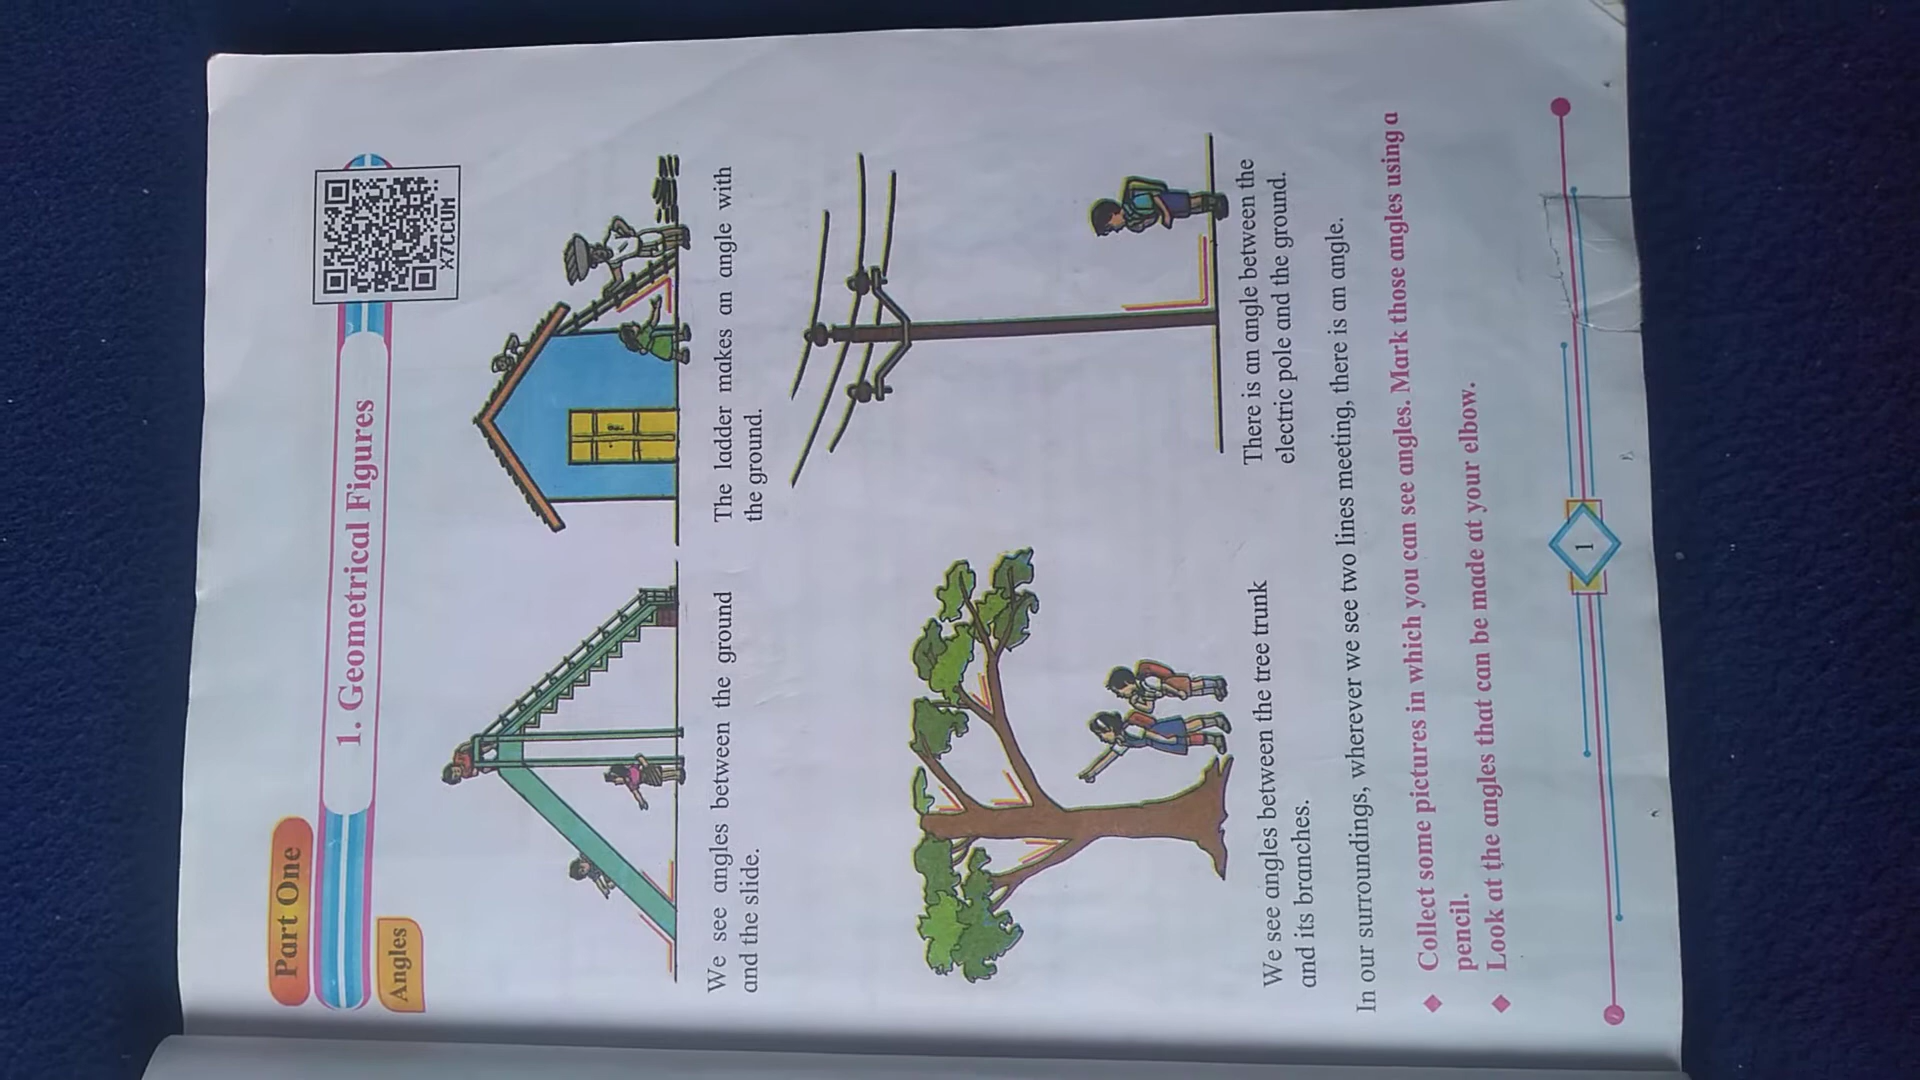 Part One
1. Geometrical Figures
X7CCUM
Angles
We see angles between the ground
and the slide.
The ladder makes an angle with
the ground.
We see angles between the tree trunk
and its branches.
There is an angle between the
electric pole and the ground.
In our surroundings, wherever we see two lines meeting, there is an angle.
◆ Collect some pictures in which you can see angles. Mark those angles using a
pencil.
◆ Look at the angles that can be made at your elbow.
1